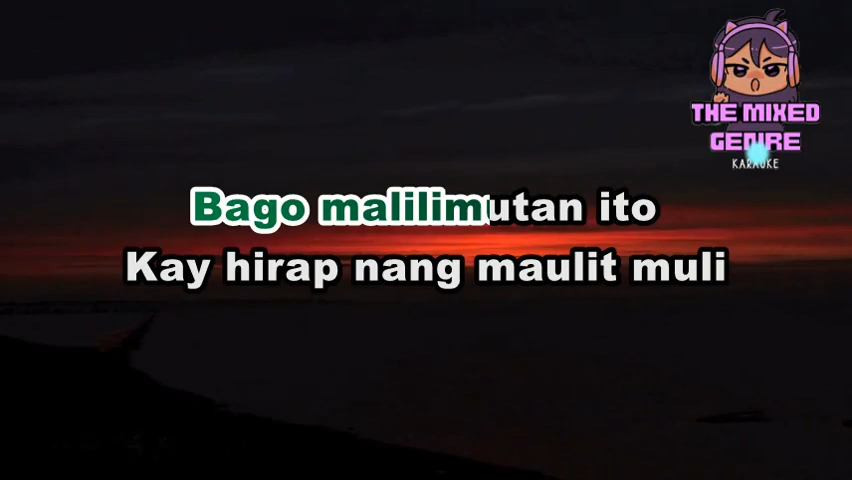 THE MIXED
GENRE
KARAOKE
Bago malilimutan ito
Kay hirap nang maulit muli